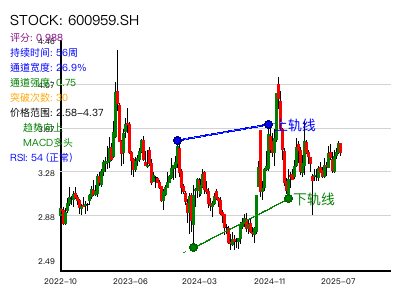 STOCK: 600959.SH
评分: 0.988
4.46
持续时间: 56周
通道宽度: 26.9%
通道强度: 0.75
突破次数: 30
价格范围: 2.58-4.37
趋势
上轨线
MACD多头
RSI: 54 (正常)
3.28
下轨线
2.88
2.49
2022-10 2023-06 2024-03 2024-11 2025-07